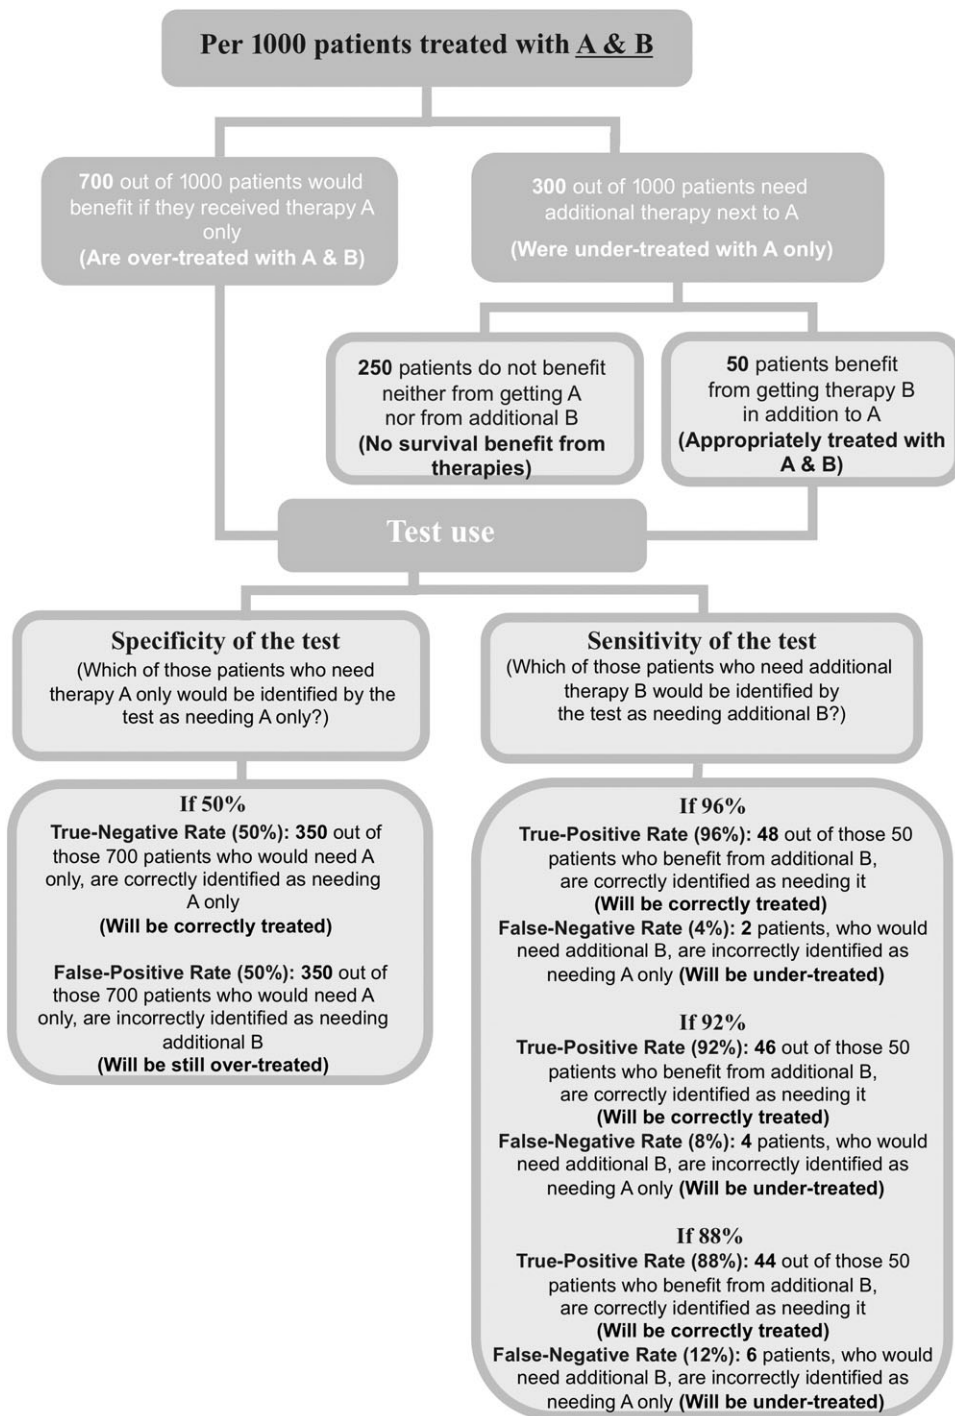 Per 1000 patients treated with A & B
700 out of 1000 patients would
benefit if they received therapy A
only
(Are over-treated with A & B)
300 out of 1000 patients need
additional therapy next to A
(Were under-treated with A only)
250 patients do not benefit
neither from getting A
nor from additional B
(No survival benefit from
therapies)
50 patients benefit
from getting therapy B
in addition to A
(Appropriately treated with
A & B)
Test use
Specificity of the test
(Which of those patients who need
therapy A only would be identified by the
test as needing A only?)
Sensitivity of the test
(Which of those patients who need additional
therapy B would be identified by
the test as needing additional B?)
If 50%
True-Negative Rate (50%): 350 out of
those 700 patients who would need A
only, are correctly identified as needing
A only
(Will be correctly treated)
False-Positive Rate (50%): 350 out of
those 700 patients who would need A
only, are incorrectly identified as needing
additional B
(Will be still over-treated)
If 96%
True-Positive Rate (96%): 48 out of those 50
patients who benefit from additional B,
are correctly identified as needing it
(Will be correctly treated)
False-Negative Rate (4%): 2 patients, who would
need additional B, are incorrectly identified as
needing A only (Will be under-treated)
If 92%
True-Positive Rate (92%): 46 out of those 50
patients who benefit from additional B,
are correctly identified as needing it
(Will be correctly treated)
False-Negative Rate (8%): 4 patients, who would
need additional B, are incorrectly identified as
needing A only (Will be under-treated)
If 88%
True-Positive Rate (88%): 44 out of those 50
patients who benefit from additional B,
are correctly identified as needing it
(Will be correctly treated)
False-Negative Rate (12%): 6 patients, who would
need additional B, are incorrectly identified as
needing A only (Will be under-treated)